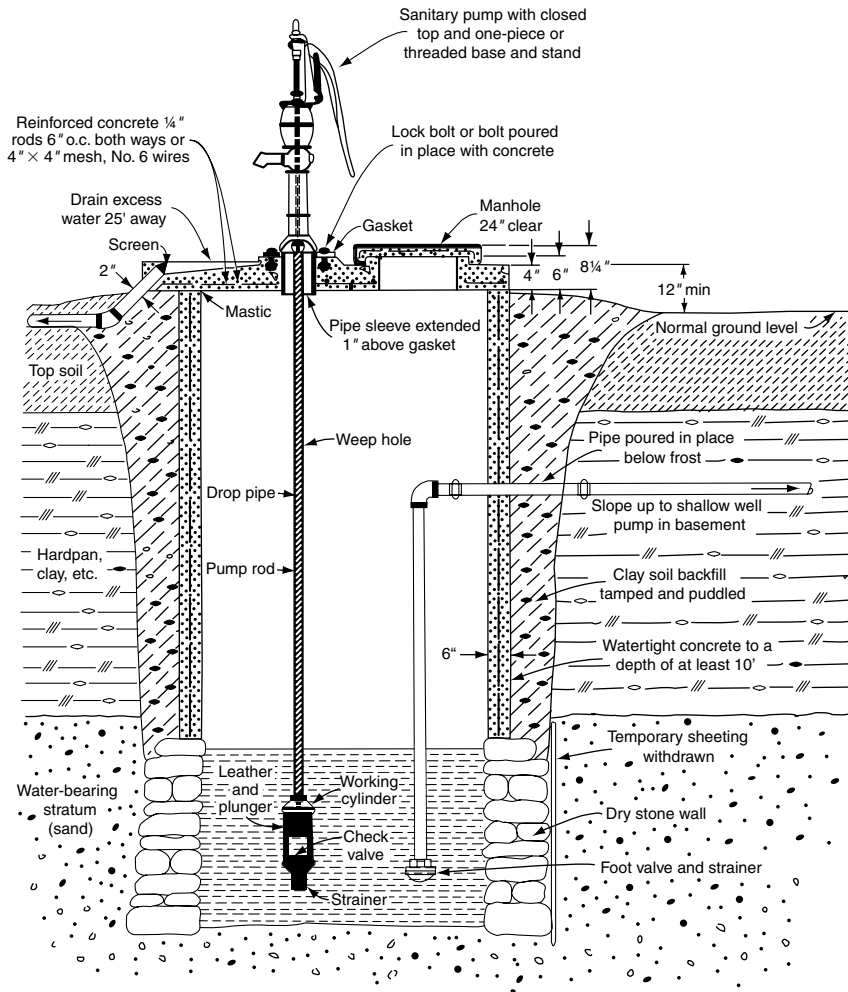 Sanitary pump with closed
top and one-piece or
threaded base and stand
Reinforced concrete ¼"
rods 6" o.c. both ways or
4" × 4" mesh, No. 6 wires
Lock bolt or bolt poured
in place with concrete
Drain excess
water 25' away
Manhole
24" clear
Gasket
Screen
2"
4"
6"
8¼"
12" min
Mastic
Pipe sleeve extended
1" above gasket
Normal ground level
Top soil
Weep hole
Pipe poured in place
below frost
Drop pipe
Slope up to shallow well
pump in basement
Hardpan,
clay, etc.
Pump rod
Clay soil backfill
tamped and puddled
6"
Watertight concrete to a
depth of at least 10'
Temporary sheeting
withdrawn
Leather
and
plunger
Working
cylinder
Water-bearing
stratum
(sand)
Dry stone wall
Check
valve
Foot valve and strainer
Strainer